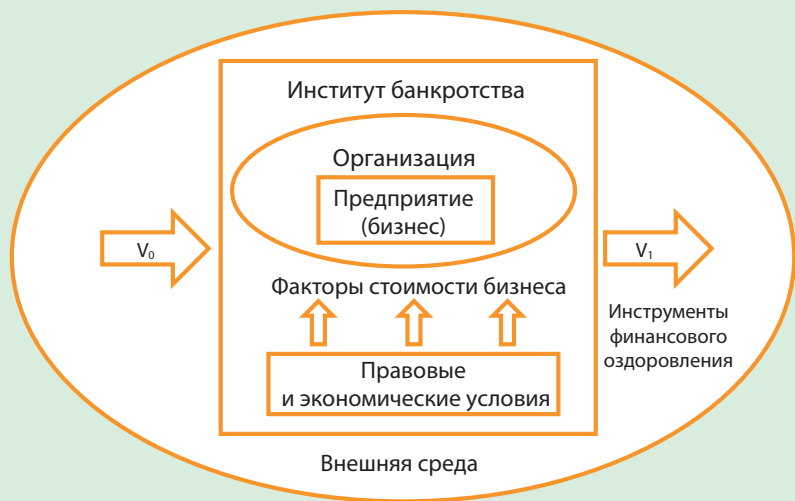 Институт банкротства
Организация
Предприятие
(бизнес)
V₀
V₁
Факторы стоимости бизнеса
Инструменты
финансового
оздоровления
Правовые
и экономические условия
Внешняя среда